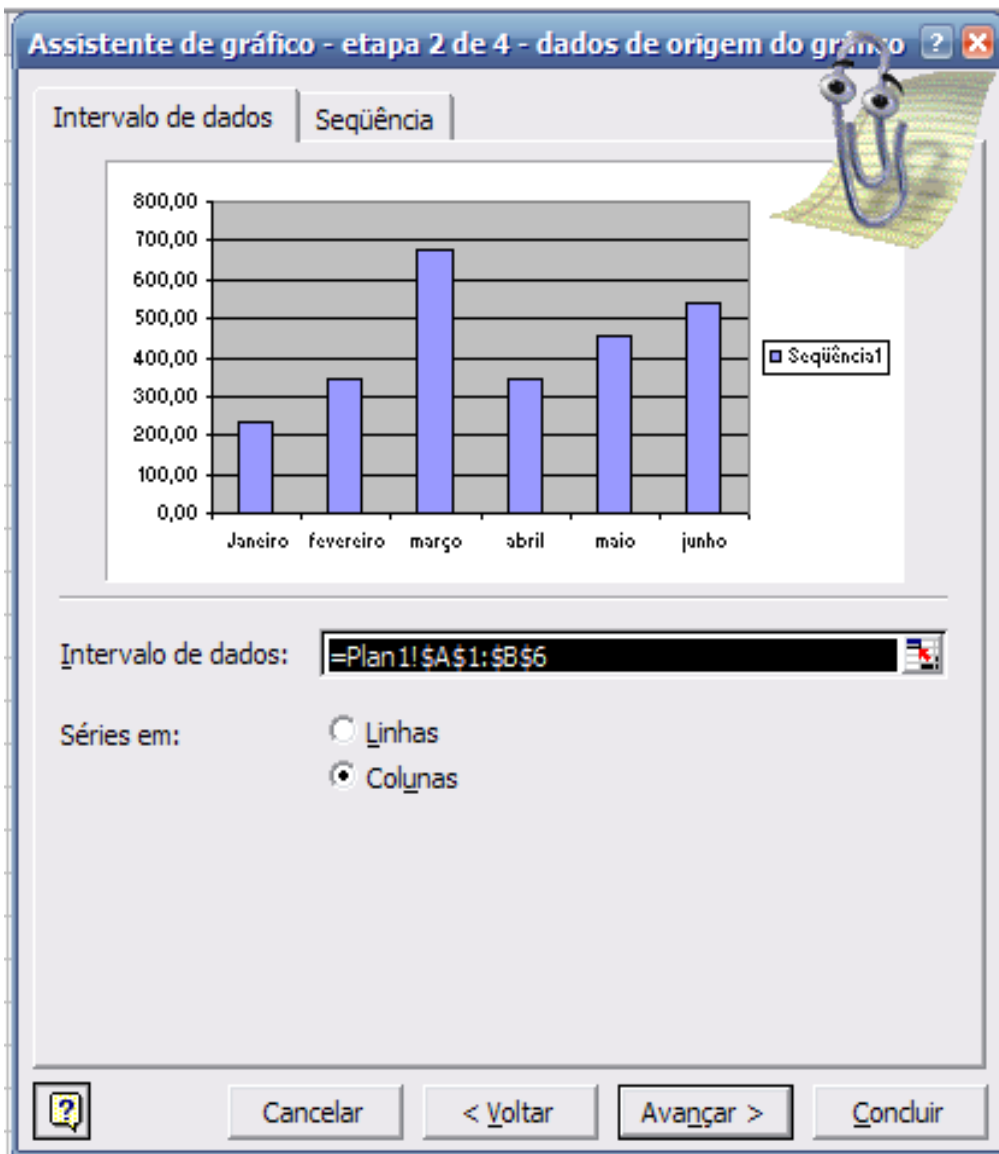 Assistente de gráfico - etapa 2 de 4 - dados de origem do gráfico
Intervalo de dados
Seqüência
800,00
700,00
600,00
500,00
400,00
300,00
200,00
100,00
0,00
Janeiro fevereiro março abril maio junho
Seqüência1
Intervalo de dados:
=Plan1!$A$1:$B$6
Séries em:
Linhas
Colunas
Cancelar
< Voltar
Avançar >
Concluir